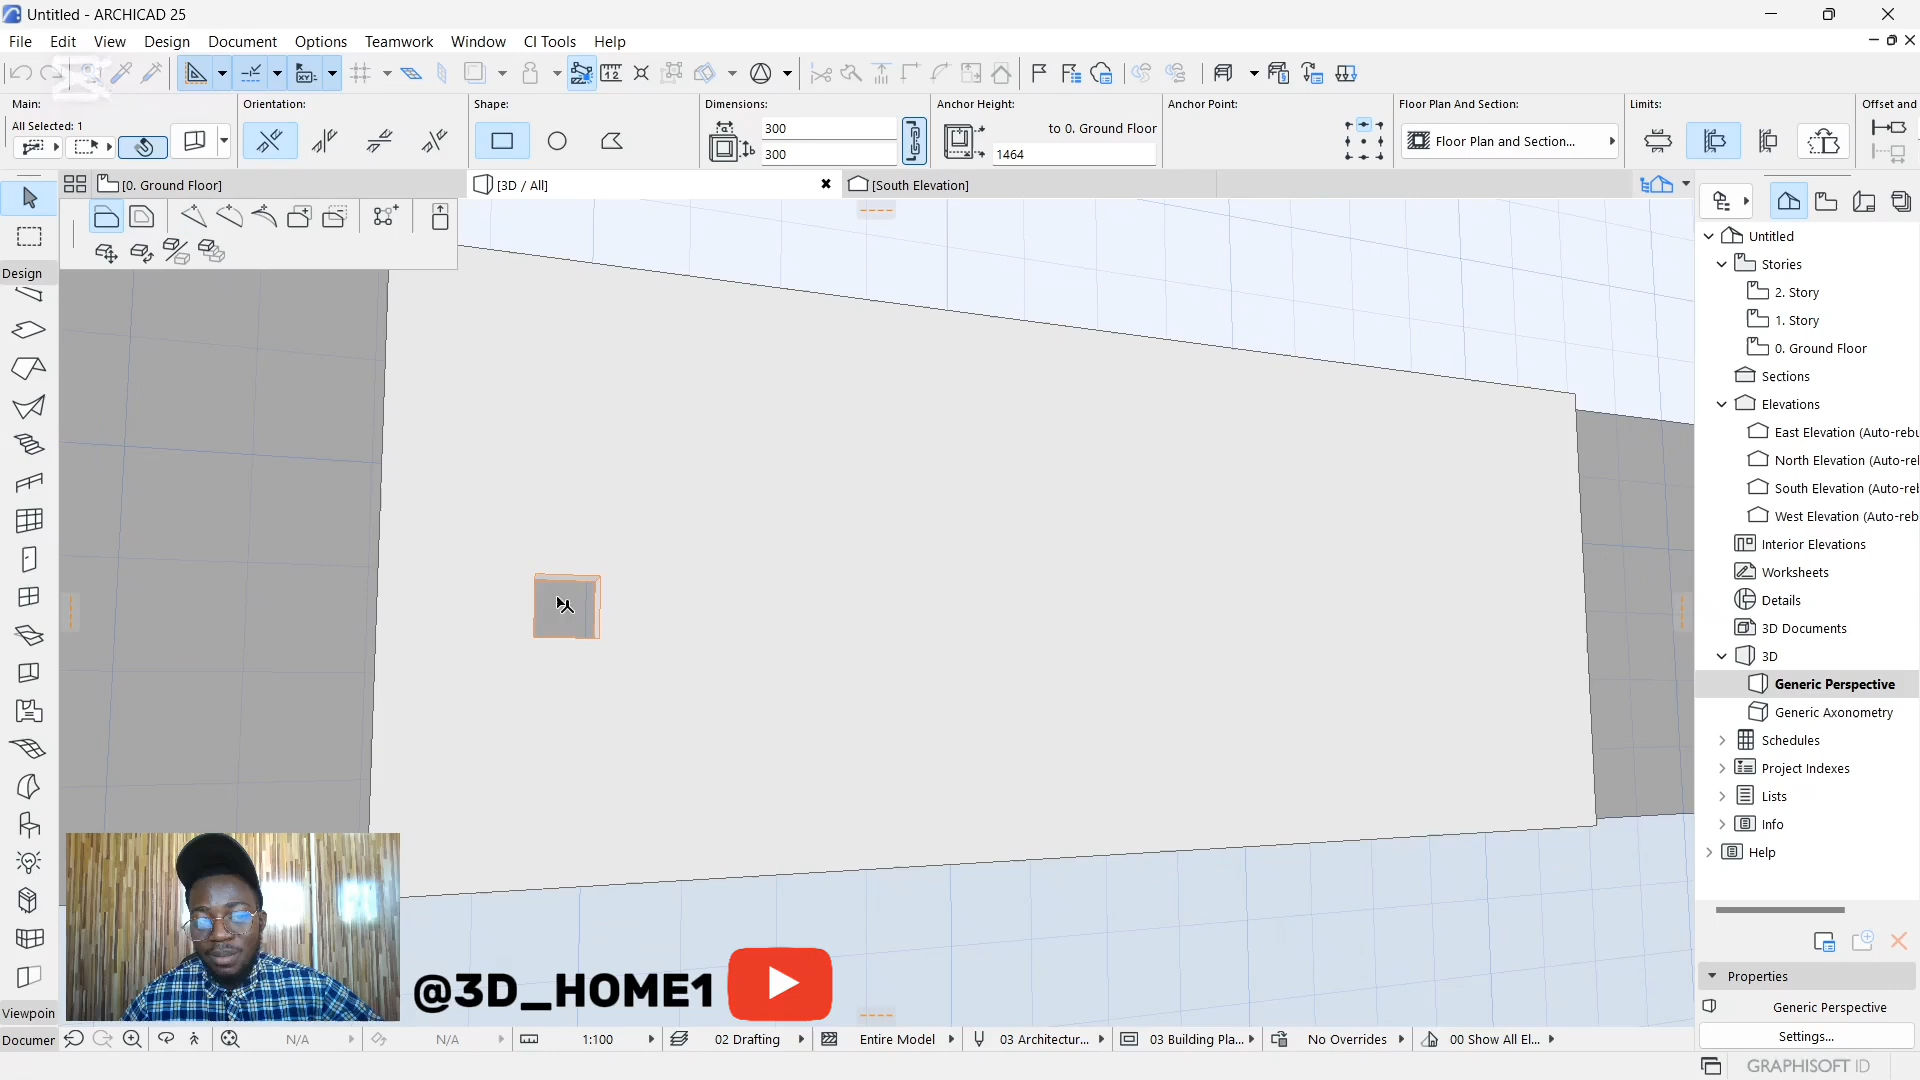 Untitled - ARCHICAD 25
File Edit View Design Document Options Teamwork Window CI Tools Help
Main:
All Selected: 1
Orientation:
Shape:
Dimensions:
300
300
Anchor Height:
to 0. Ground Floor
1464
Anchor Point:
Floor Plan And Section:
Floor Plan and Section...
Limits:
Offset and
[0. Ground Floor]
[3D / All]
[South Elevation]
Design
Untitled
Stories
2. Story
1. Story
0. Ground Floor
Sections
Elevations
East Elevation (Auto-rebu
North Elevation (Auto-rel
South Elevation (Auto-rel
West Elevation (Auto-reb
Interior Elevations
Worksheets
Details
3D Documents
3D
Generic Perspective
Generic Axonometry
Schedules
Project Indexes
Lists
Info
Help
Properties
Generic Perspective
Settings...
GRAPHISOFT ID
@3D_HOME1
Viewpoin
Documer
N/A
N/A
1:100
02 Drafting
Entire Model
03 Architectur...
03 Building Pla...
No Overrides
00 Show All El...